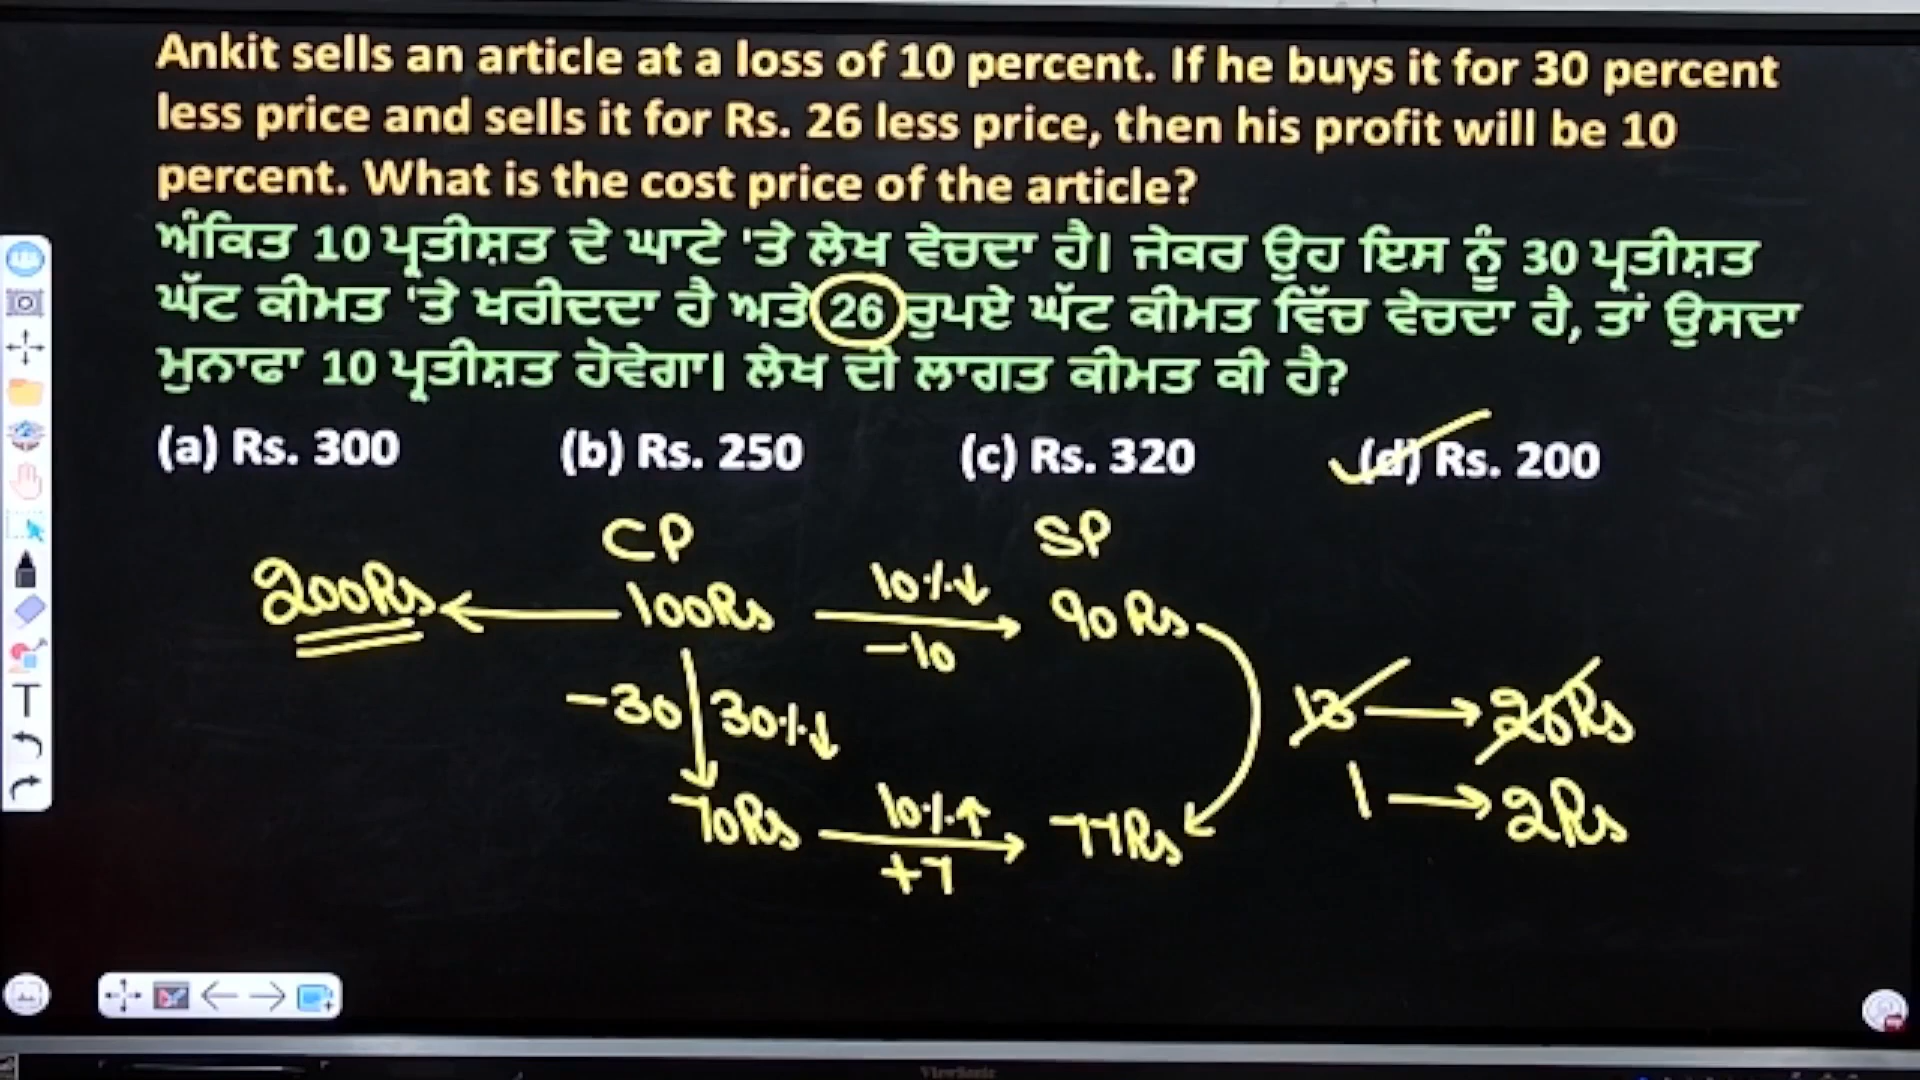 Ankit sells an article at a loss of 10 percent. If he buys it for 30 percent
less price and sells it for Rs. 26 less price, then his profit will be 10
percent. What is the cost price of the article?
ਅੰਕਿਤ 10 ਪ੍ਰਤੀਸ਼ਤ ਦੇ ਘਾਟੇ 'ਤੇ ਲੇਖ ਵੇਚਦਾ ਹੈ। ਜੇਕਰ ਉਹ ਇਸ ਨੂੰ 30 ਪ੍ਰਤੀਸ਼ਤ
ਘੱਟ ਕੀਮਤ 'ਤੇ ਖਰੀਦਦਾ ਹੈ ਅਤੇ 26 ਰੁਪਏ ਘੱਟ ਕੀਮਤ ਵਿੱਚ ਵੇਚਦਾ ਹੈ, ਤਾਂ ਉਸਦਾ
ਮੁਨਾਫਾ 10 ਪ੍ਰਤੀਸ਼ਤ ਹੋਵੇਗਾ। ਲੇਖ ਦੀ ਲਾਗਤ ਕੀਮਤ ਕੀ ਹੈ?
(a) Rs. 300 (b) Rs. 250 (c) Rs. 320 (d) Rs. 200
CP SP
200Rs ← 100Rs 10%↓ → 90Rs
-10
-30 30%↓ 13 → 26Rs
70Rs 10%↑ → 77Rs 1 → 2Rs
+7
ViewSonic